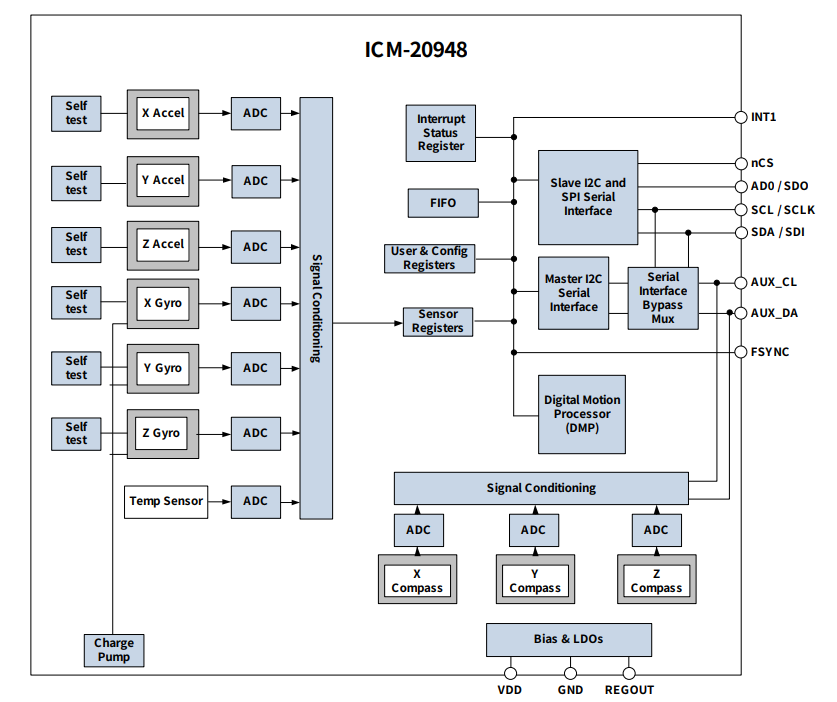 ICM-20948
Self
test
X Accel
ADC
Self
test
Y Accel
ADC
Self
test
Z Accel
ADC
Self
test
X Gyro
ADC
Self
test
Y Gyro
ADC
Self
test
Z Gyro
ADC
Temp Sensor
ADC
Charge
Pump
Signal Conditioning
Interrupt
Status
Register
FIFO
User & Config
Registers
Sensor
Registers
Slave I2C and
SPI Serial
Interface
Master I2C
Serial
Interface
Serial
Interface
Bypass
Mux
Digital Motion
Processor
(DMP)
INT1
nCS
AD0 / SDO
SCL / SCLK
SDA / SDI
AUX_CL
AUX_DA
FSYNC
Signal Conditioning
ADC
ADC
ADC
X
Compass
Y
Compass
Z
Compass
Bias & LDOs
VDD
GND
REGOUT